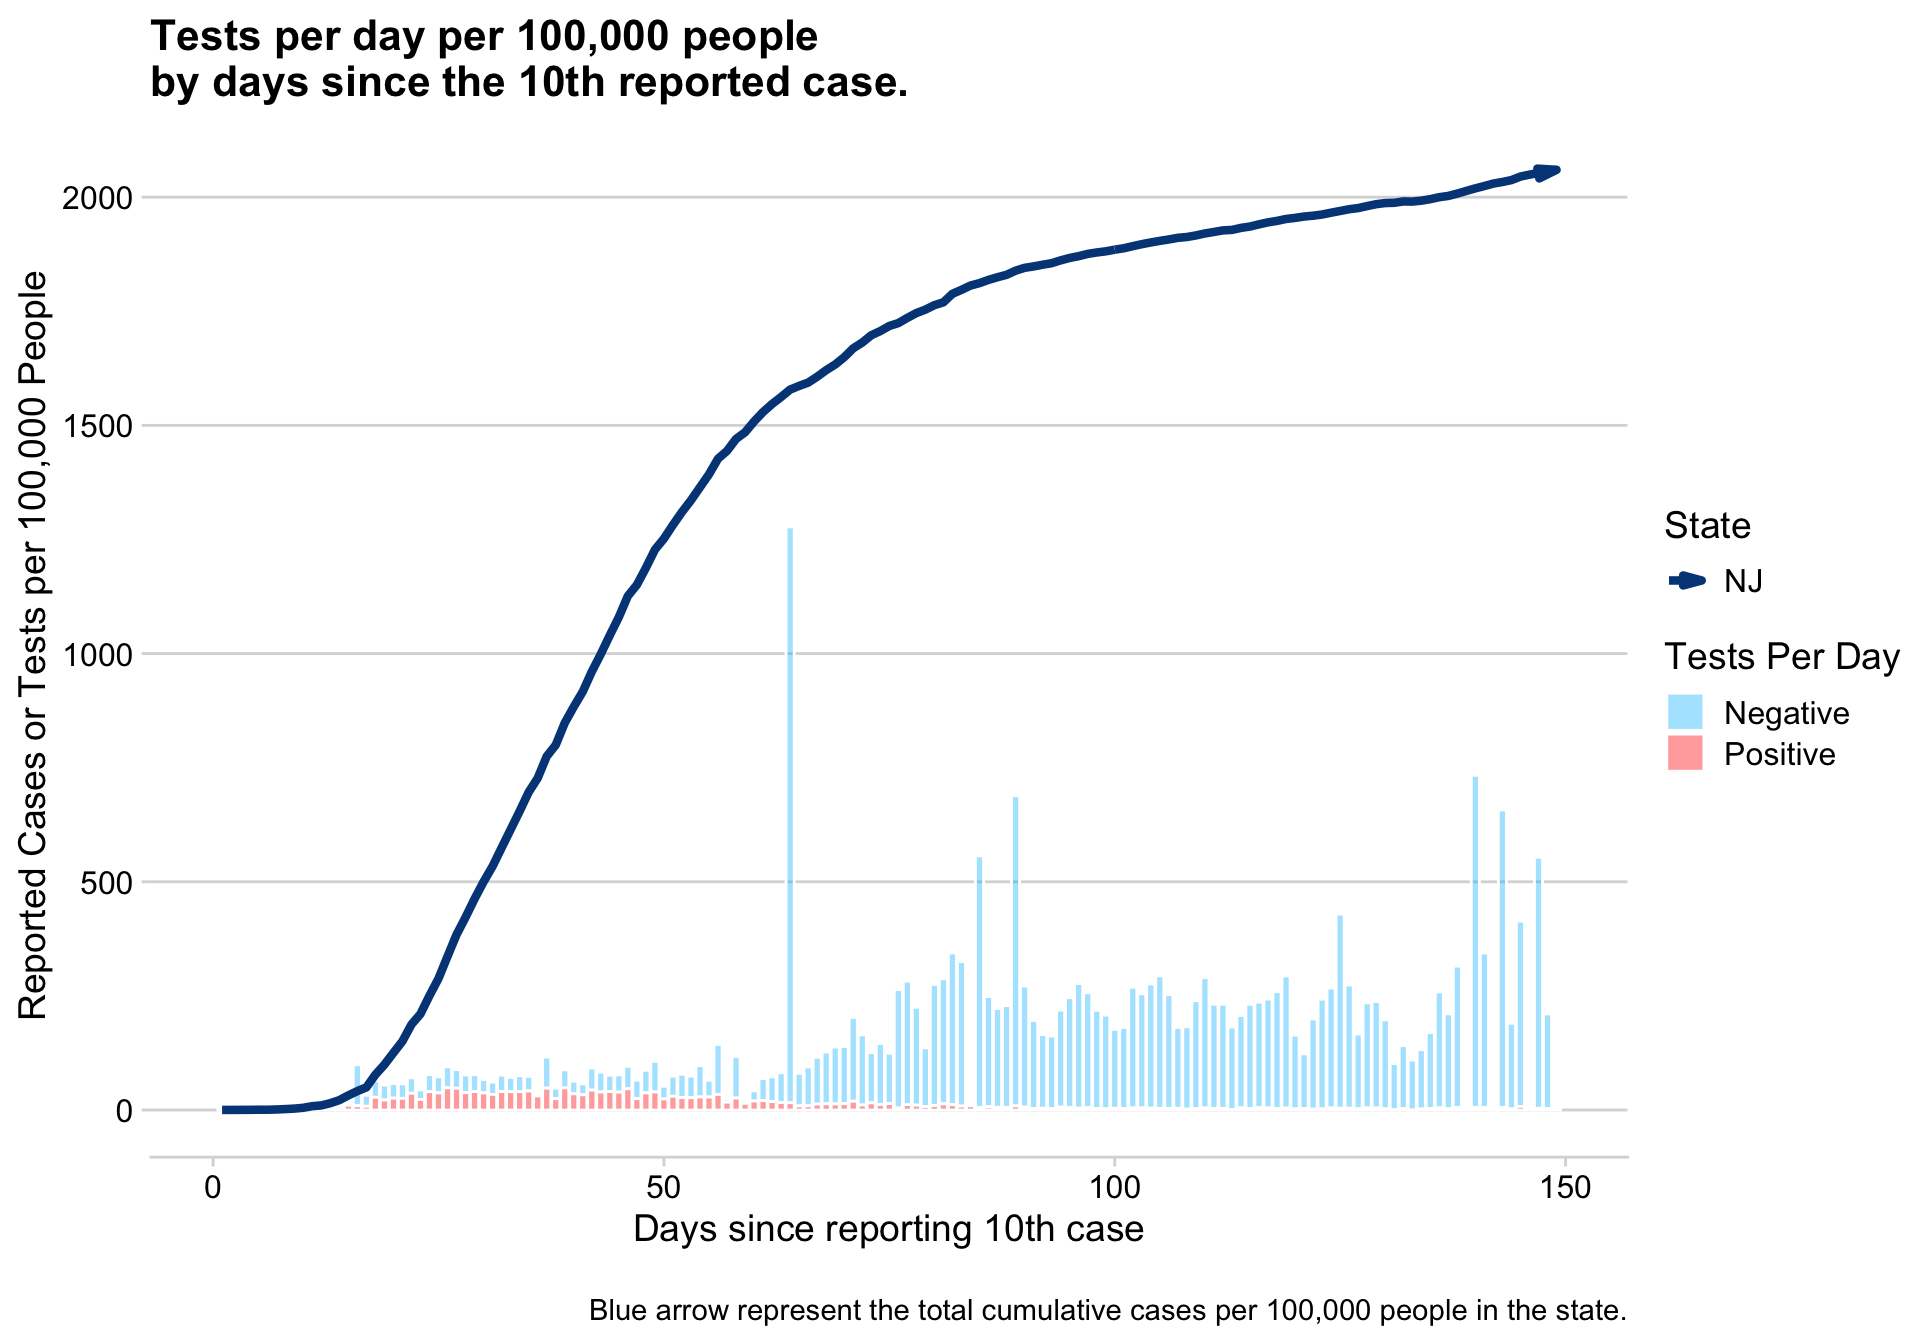 Tests per day per 100,000 people
by days since the 10th reported case.
Reported Cases or Tests per 100,000 People
2000
1500
1000
500
0
0
50
100
150
Days since reporting 10th case
State
NJ
Tests Per Day
Negative
Positive
Blue arrow represent the total cumulative cases per 100,000 people in the state.